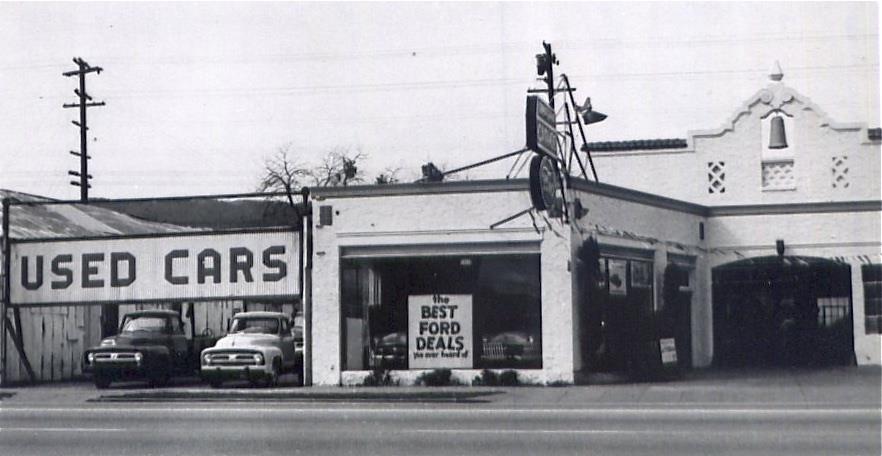 USED CARS
the
BEST
FORD
DEALS
you ever heard of